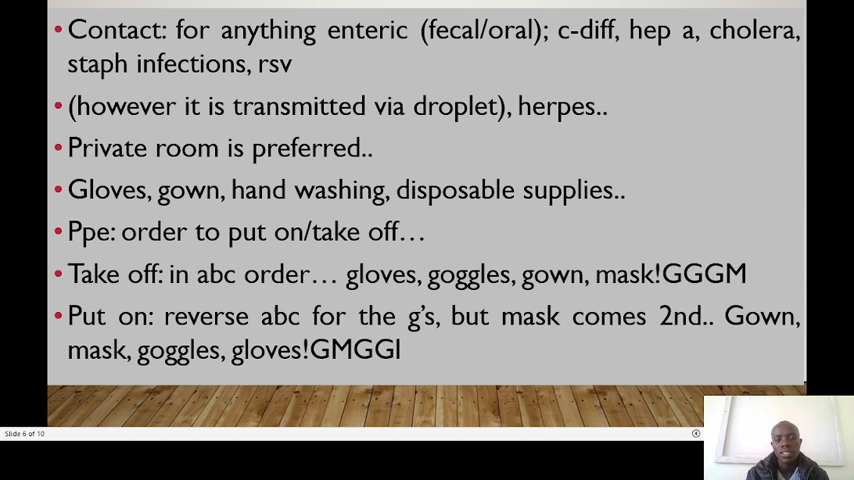 • Contact: for anything enteric (fecal/oral); c-diff, hep a, cholera,
staph infections, rsv
• (however it is transmitted via droplet), herpes..
• Private room is preferred..
• Gloves, gown, hand washing, disposable supplies..
• Ppe: order to put on/take off…
• Take off: in abc order… gloves, goggles, gown, mask!GGGM
• Put on: reverse abc for the g's, but mask comes 2nd.. Gown,
mask, goggles, gloves!GMGGl
Slide 6 of 10